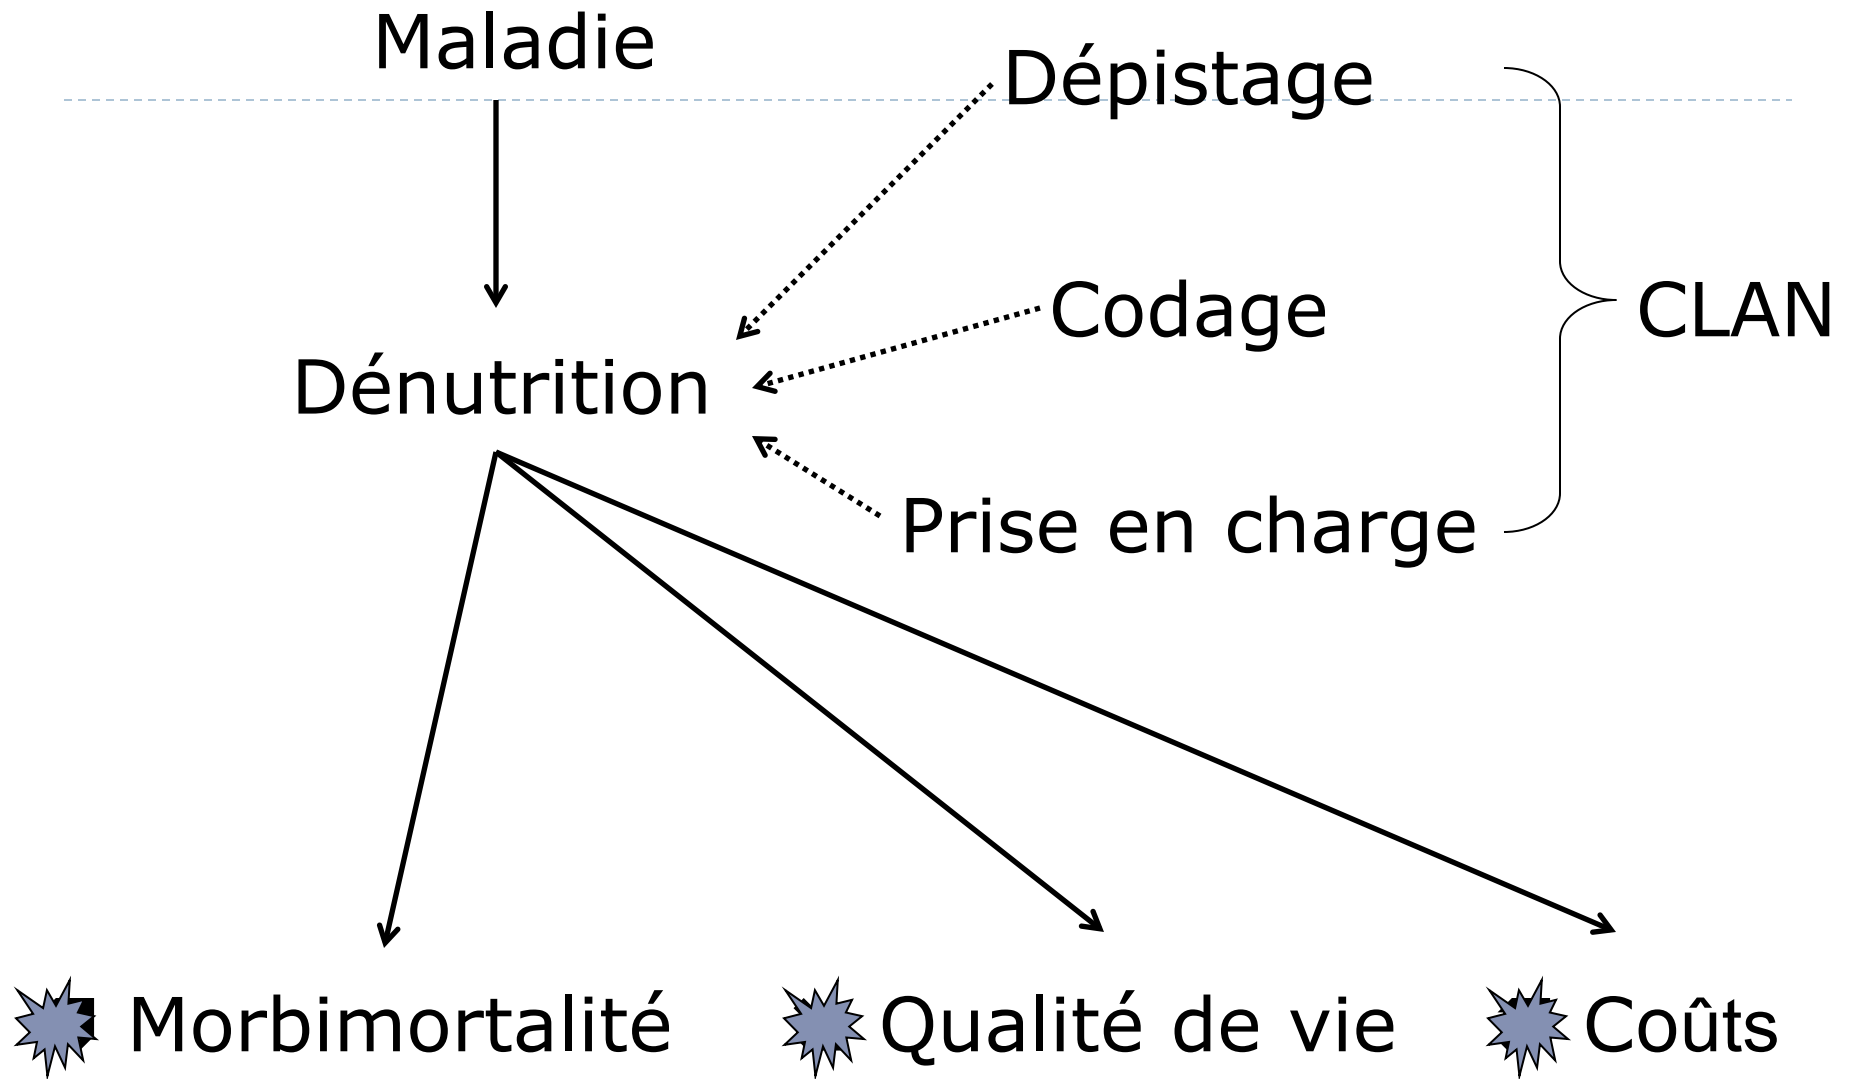 Maladie
Dépistage
Codage
CLAN
Dénutrition
Prise en charge
Morbimortalité
Qualité de vie
Coûts